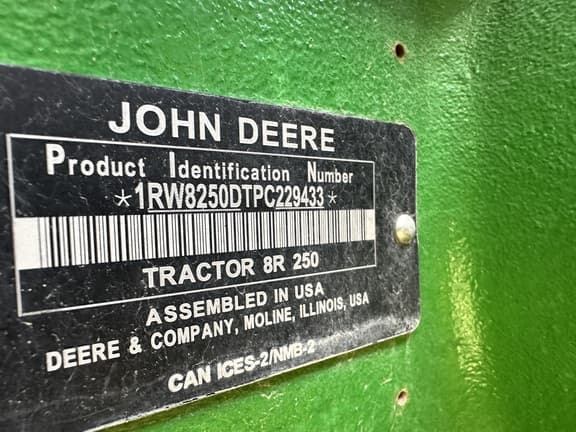 JOHN DEERE
Product Identification Number
*1RW8250DTPC229433*
TRACTOR 8R 250
ASSEMBLED IN USA
DEERE & COMPANY, MOLINE, ILLINOIS, USA
CAN ICES-2/NMB-2